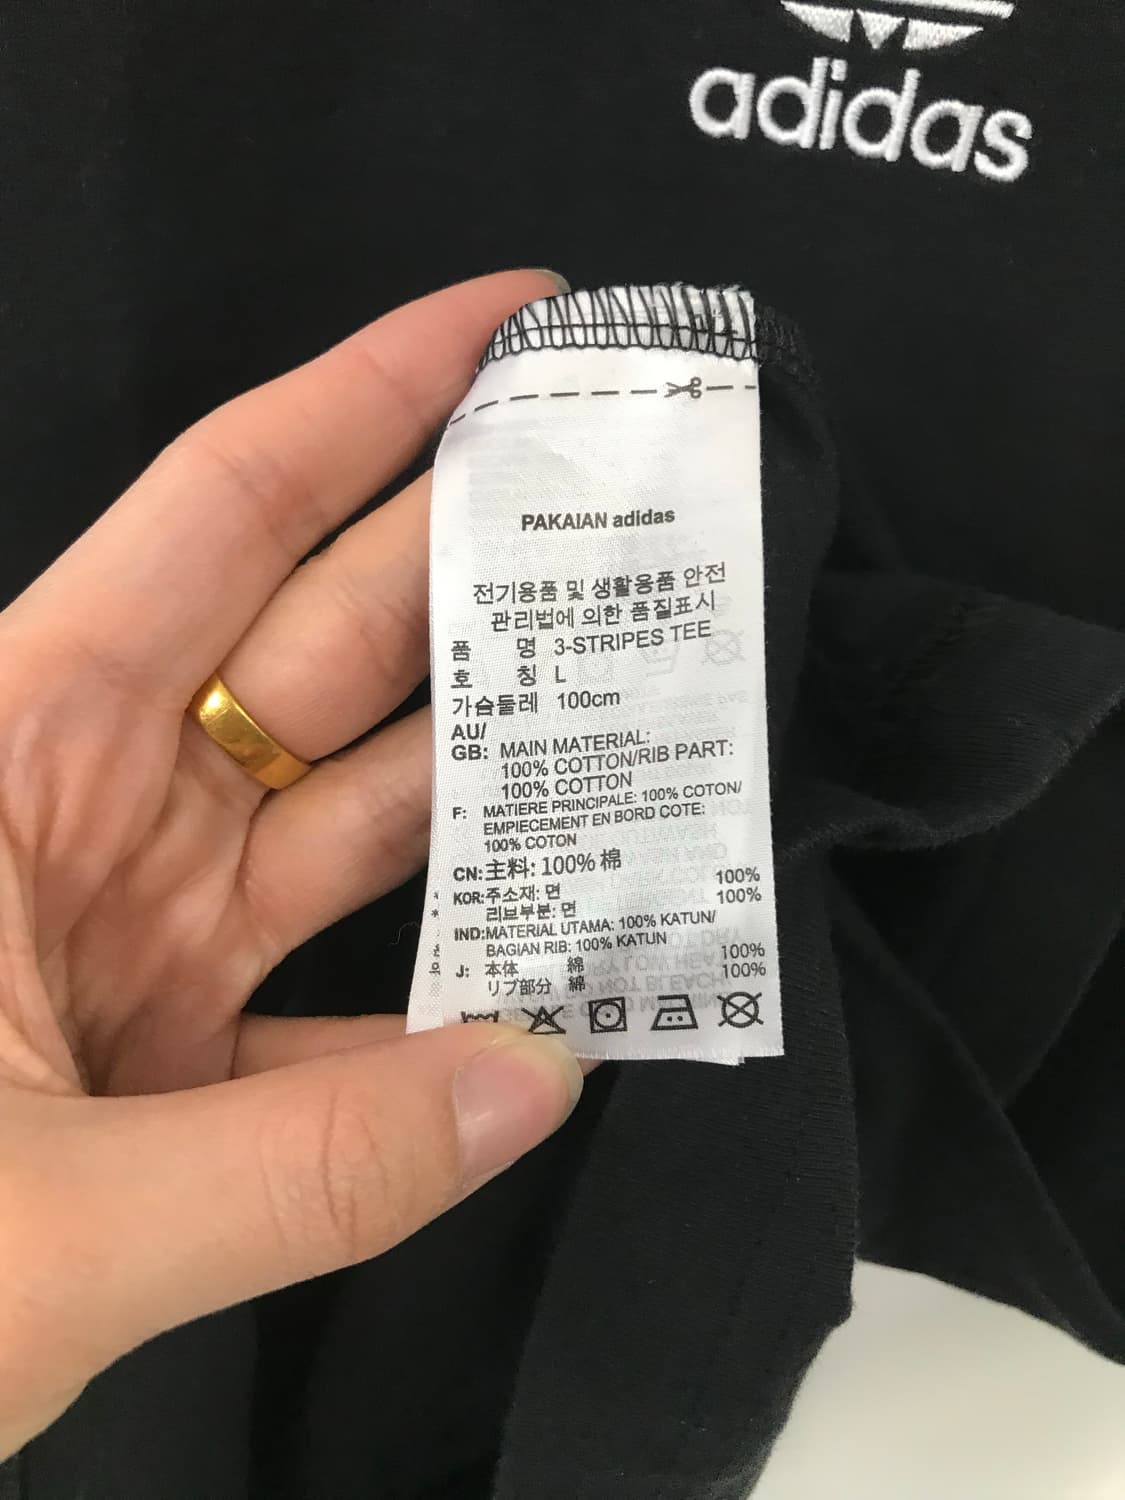 adidas
PAKAIAN adidas
전기용품 및 생활용품 안전
관리법에 의한 품질표시
품 명 3-STRIPES TEE
호 칭 L
가슴둘레 100cm
AU/
GB: MAIN MATERIAL:
100% COTTON/RIB PART:
100% COTTON
F: MATIERE PRINCIPALE: 100% COTON/
EMPIECEMENT EN BORD COTE:
100% COTON
CN:主料: 100% 棉
KOR:주소재: 면 100%
리브부분: 면 100%
IND:MATERIAL UTAMA: 100% KATUN/
BAGIAN RIB: 100% KATUN
J: 本体 綿 100%
リブ部分 綿 100%